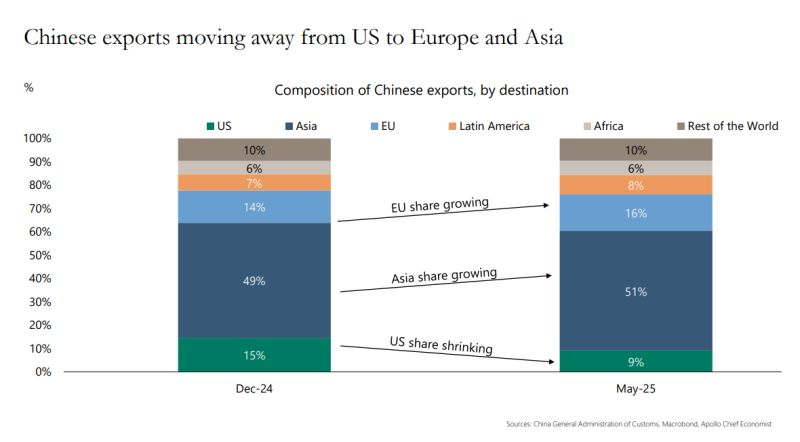 Chinese exports moving away from US to Europe and Asia
%
Composition of Chinese exports, by destination
US Asia EU Latin America Africa Rest of the World
100%
90%
80%
70%
60%
50%
40%
30%
20%
10%
0%
10%
6%
7%
14%
49%
15%
EU share growing
Asia share growing
US share shrinking
10%
6%
8%
16%
51%
9%
Dec-24
May-25
Sources: China General Administration of Customs, Macrobond, Apollo Chief Economist